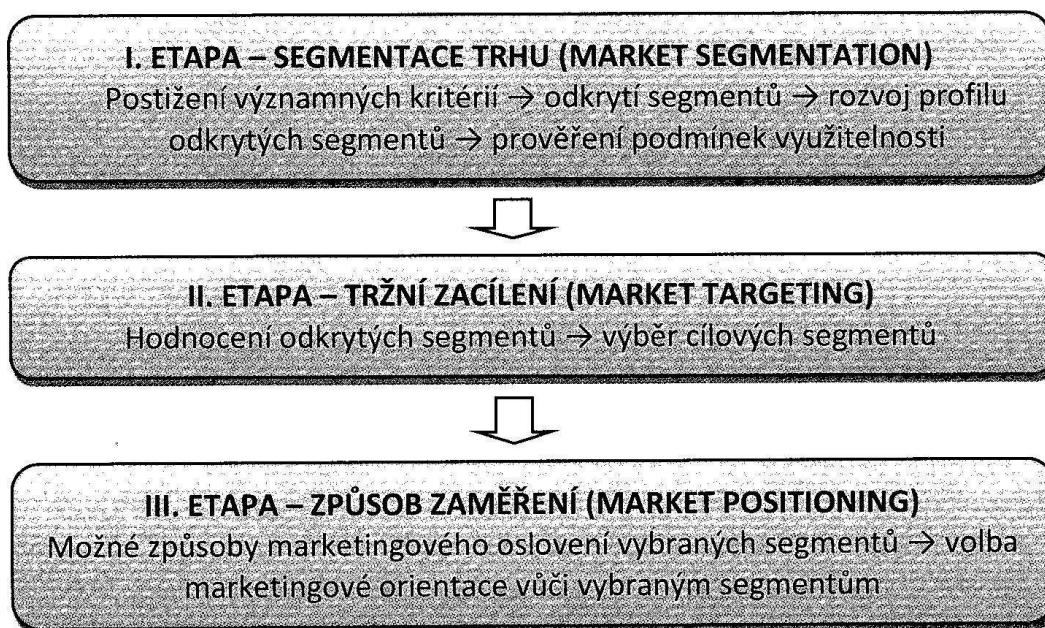 I. ETAPA – SEGMENTACE TRHU (MARKET SEGMENTATION)
Postižení významných kritérií → odkrytí segmentů → rozvoj profilu
odkrytých segmentů → prověření podmínek využitelnosti
II. ETAPA – TRŽNÍ ZACÍLENÍ (MARKET TARGETING)
Hodnocení odkrytých segmentů → výběr cílových segmentů
III. ETAPA – ZPŮSOB ZAMĚŘENÍ (MARKET POSITIONING)
Možné způsoby marketingového oslovení vybraných segmentů → volba
marketingové orientace vůči vybraným segmentům